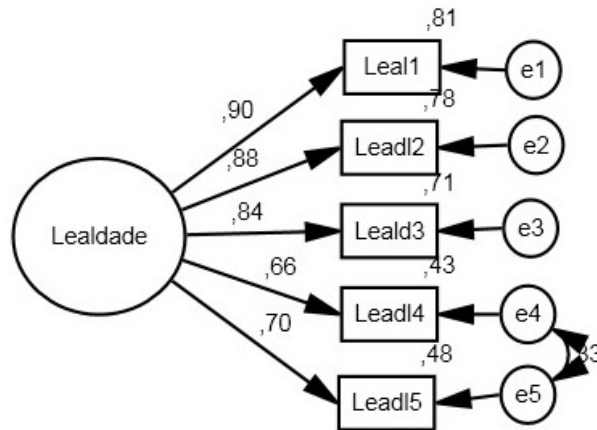 ,81
Leal1
e1
,90
,78
Leadl2
e2
,88
,71
Leald3
e3
,84
Lealdade
,43
Leadl4
e4
,66
,48
Leadl5
e5
,70